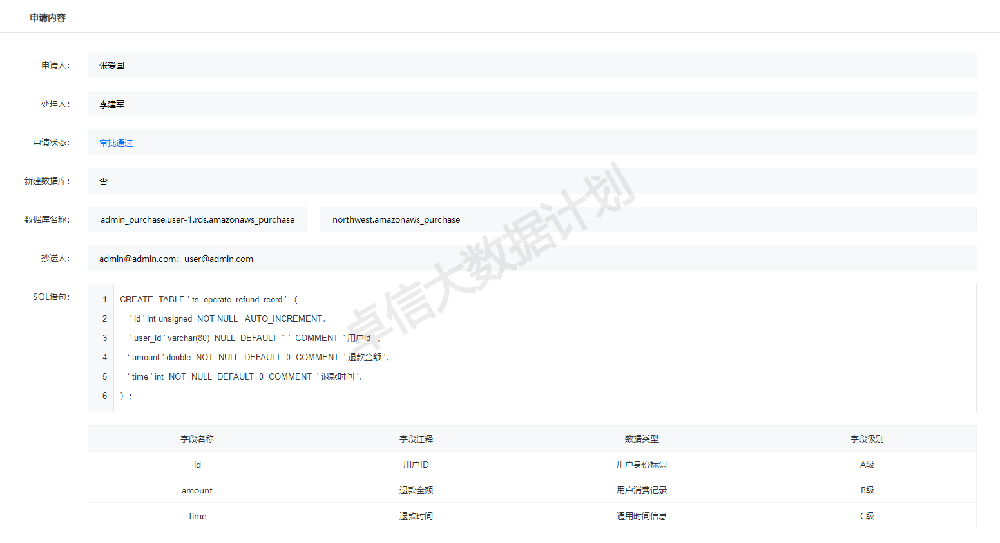 申请内容
申请人： 张爱国
处理人： 李建军
申请状态： 审批通过
新建数据库： 否
数据库名称： admin_purchase.user-1.rds.amazonaws_purchase northwest.amazonaws_purchase
抄送人： admin@admin.com；user@admin.com
SQL语句：
1 CREATE TABLE ' ts_operate_refund_reord ' (
2 ' id ' int unsigned NOT NULL AUTO_INCREMENT,
3 ' user_id ' varchar(80) NULL DEFAULT ' ' COMMENT ' 用户id ' ,
4 ‘ amount ' double NOT NULL DEFAULT 0 COMMENT ' 退款金额 ',
5 ‘ time ' int NOT NULL DEFAULT 0 COMMENT ' 退款时间 ',
6 ) ;
字段名称 字段注释 数据类型 字段级别
id 用户ID 用户身份标识 A级
amount 退款金额 用户消费记录 B级
time 退款时间 通用时间信息 C级
卓信大数据计划